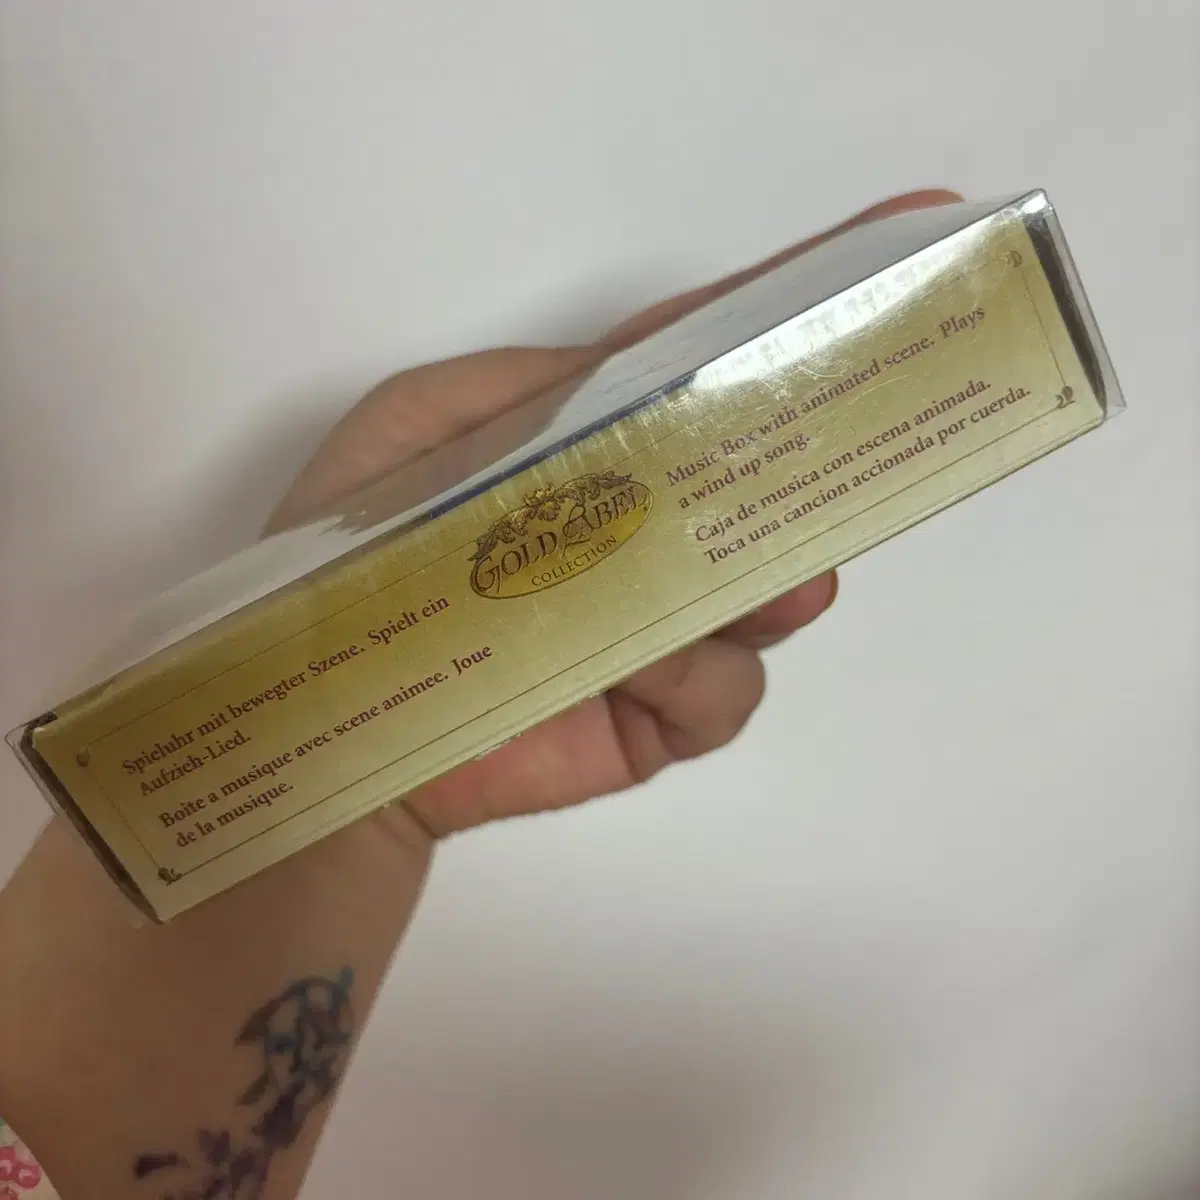 Spieluhr mit bewegter Szene. Spielt ein
Aufzieh-Lied.
Boite a musique avec scene animee. Joue
de la musique.
GOLD LABEL
COLLECTION
Music Box with animated scene. Plays
a wind up song.
Caja de musica con escena animada.
Toca una cancion accionada por cuerda.